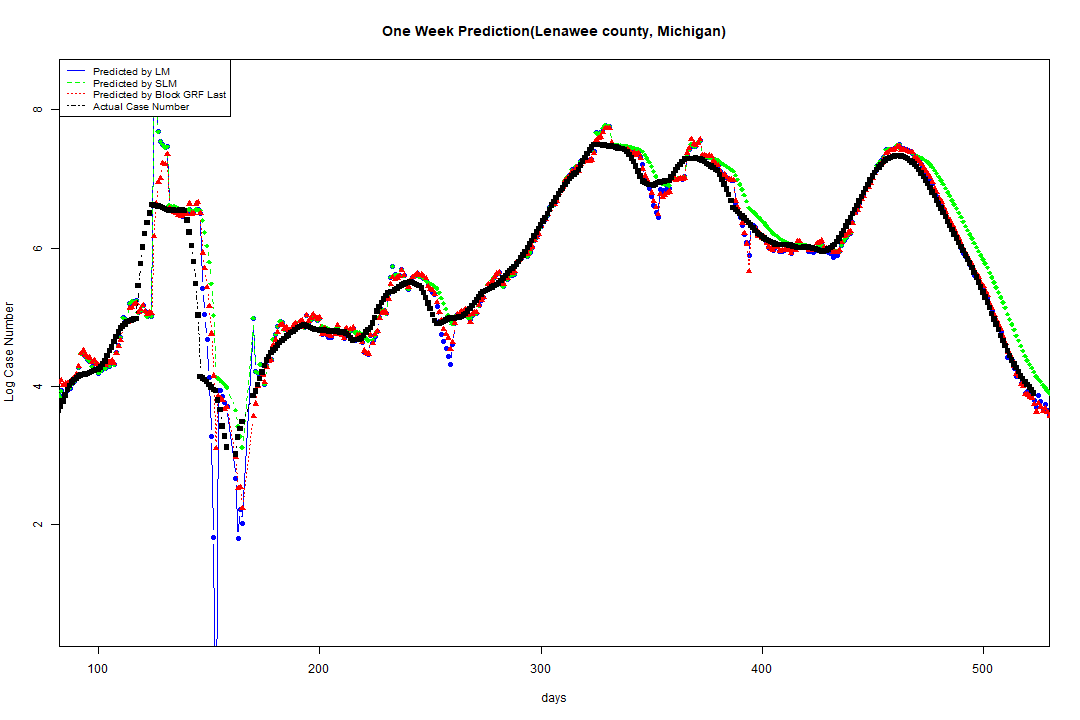 One Week Prediction(Lenawee county, Michigan)
Predicted by LM
Predicted by SLM
Predicted by Block GRF Last
Actual Case Number
8
6
4
2
Log Case Number
100 200 300 400 500
days